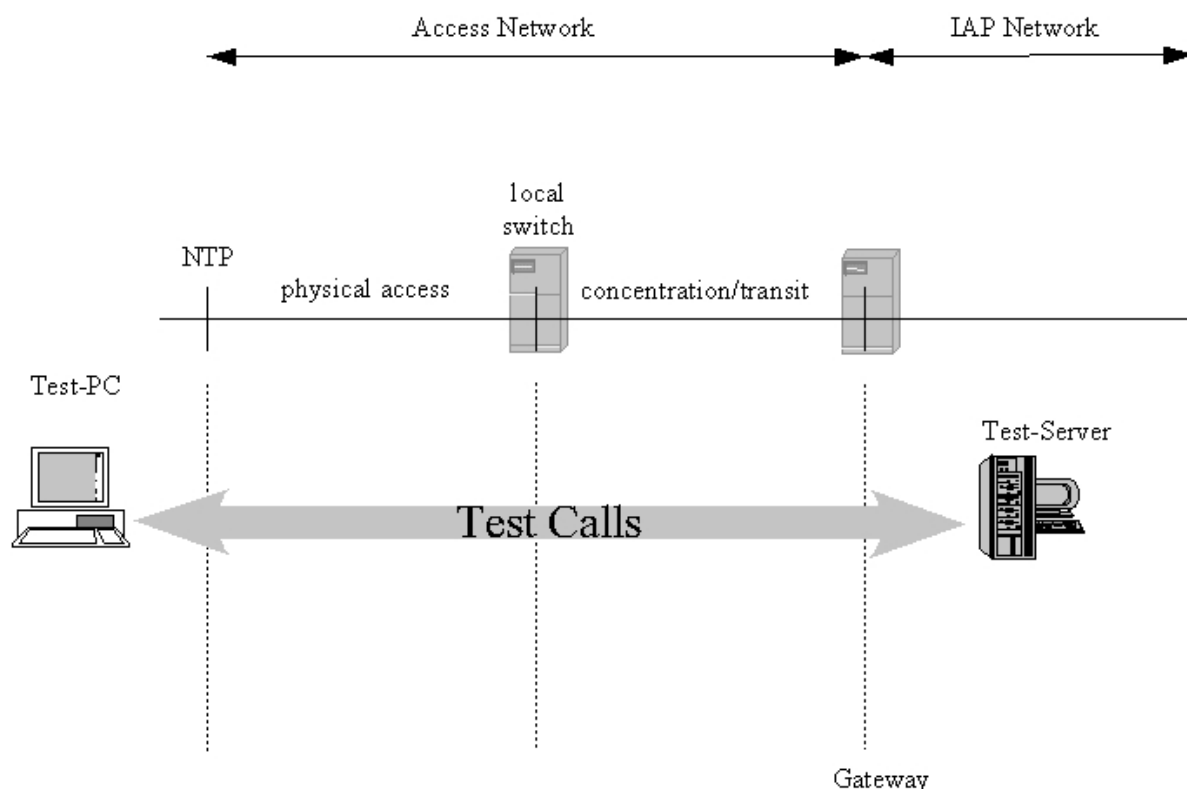 Access Network
IAP Network
local
switch
NTP
physical access
concentration/transit
Test-PC
Test-Server
Test Calls
Gateway